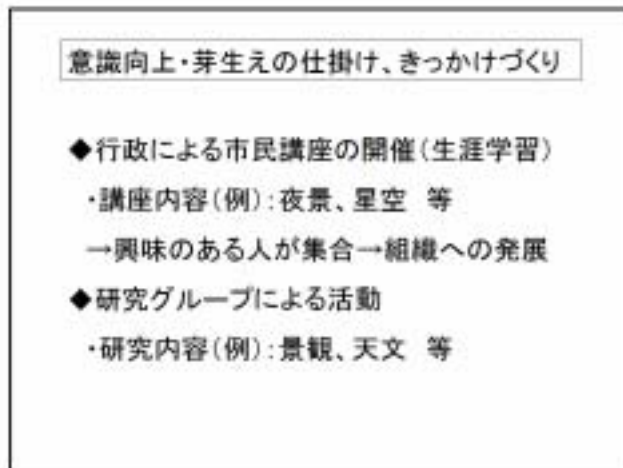 意識向上・芽生えの仕掛け、きっかけづくり
◆行政による市民講座の開催(生涯学習)
・講座内容(例):夜景、星空　等
→興味のある人が集合→組織への発展
◆研究グループによる活動
・研究内容(例):景観、天文　等